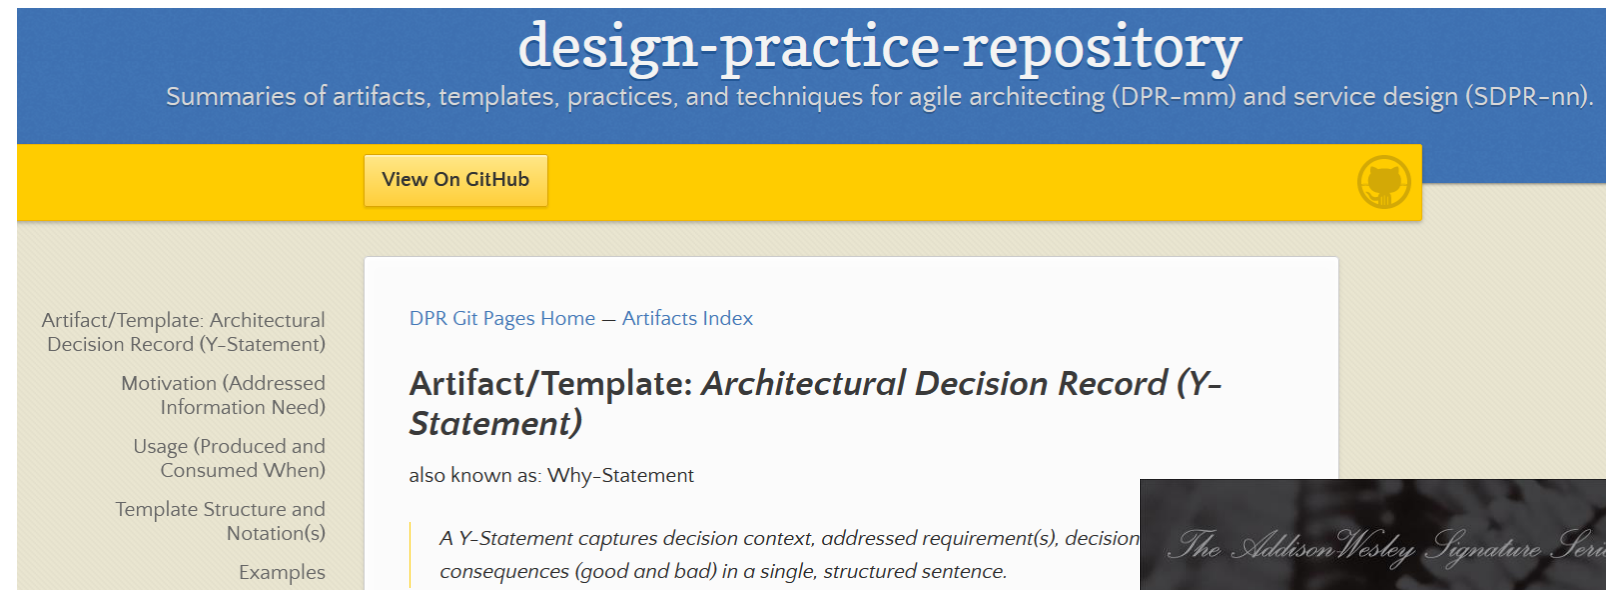 design-practice-repository
Summaries of artifacts, templates, practices, and techniques for agile architecting (DPR-mm) and service design (SDPR-nn).
View On GitHub
Artifact/Template: Architectural
Decision Record (Y-Statement)
Motivation (Addressed
Information Need)
Usage (Produced and
Consumed When)
Template Structure and
Notation(s)
Examples
DPR Git Pages Home — Artifacts Index
Artifact/Template: Architectural Decision Record (Y-
Statement)
also known as: Why-Statement
A Y-Statement captures decision context, addressed requirement(s), decision
consequences (good and bad) in a single, structured sentence.
The Addison Wesley Signature